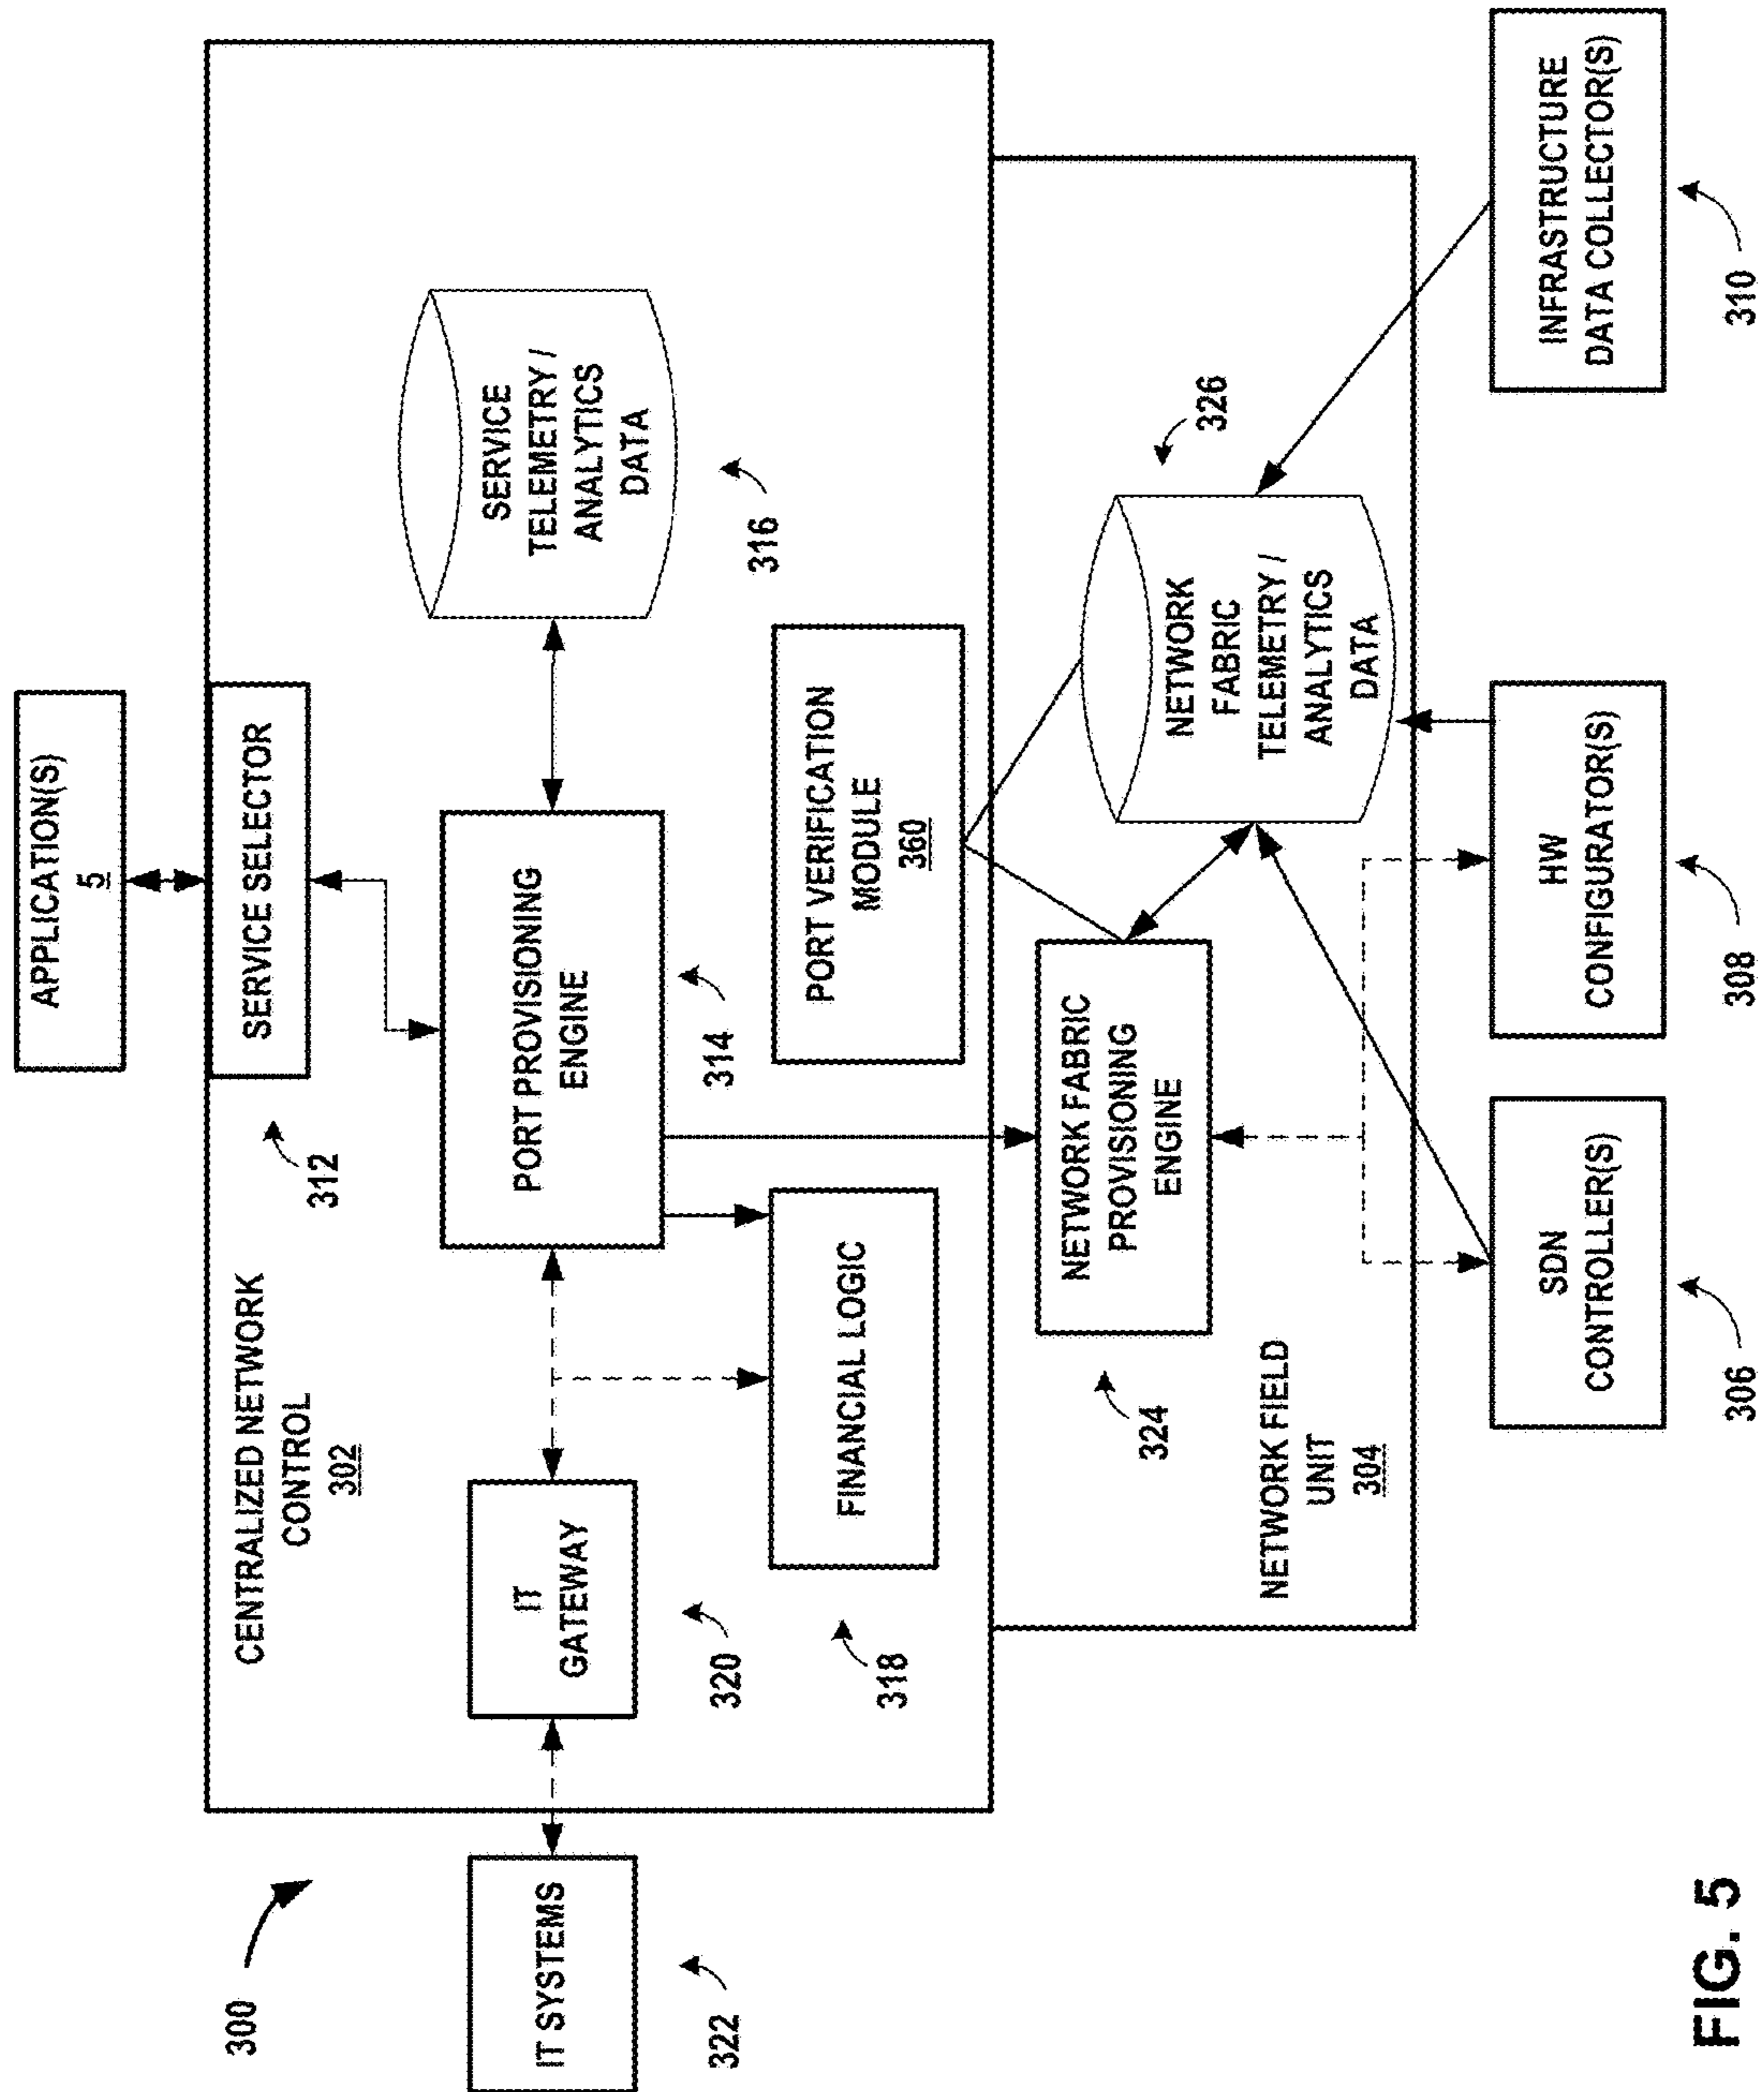 APPLICATION(S)
5
300
CENTRALIZED NETWORK
CONTROL
302
312
SERVICE SELECTOR
IT SYSTEMS
322
IT
GATEWAY
320
PORT PROVISIONING
ENGINE
314
SERVICE
TELEMETRY /
ANALYTICS
DATA
316
FINANCIAL LOGIC
318
PORT VERIFICATION
MODULE
360
NETWORK FABRIC
PROVISIONING
ENGINE
324
NETWORK
FABRIC
TELEMETRY /
ANALYTICS
DATA
326
NETWORK FIELD
UNIT
304
SDN
CONTROLLER(S)
306
HW
CONFIGURATOR(S)
308
INFRASTRUCTURE
DATA COLLECTOR(S)
310
FIG. 5